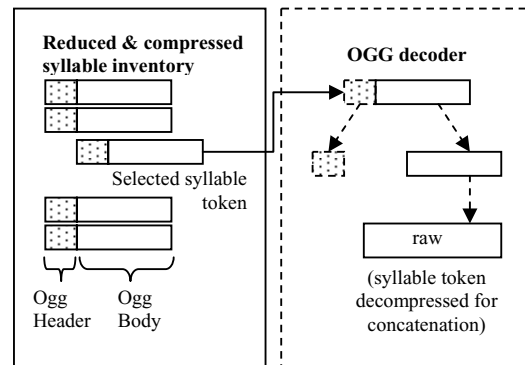 Reduced & compressed
syllable inventory
Selected syllable
token
Ogg
Header
Ogg
Body
OGG decoder
raw
(syllable token
decompressed for
concatenation)